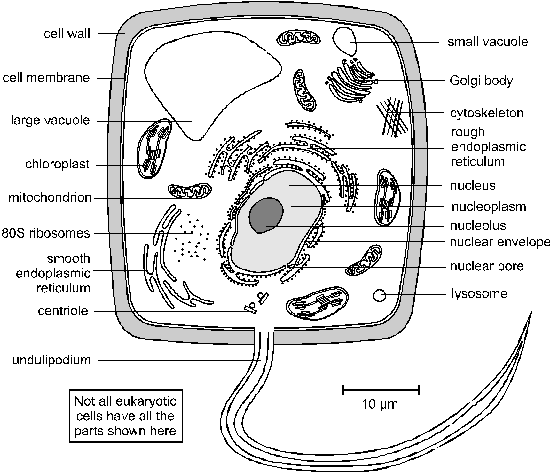 cell wall
cell membrane
large vacuole
chloroplast
mitochondrion
80S ribosomes
smooth
endoplasmic
reticulum
centriole
undulipodium
small vacuole
Golgi body
cytoskeleton
rough
endoplasmic
reticulum
nucleus
nucleoplasm
nucleolus
nuclear envelope
nuclear pore
lysosome
Not all eukaryotic
cells have all the
parts shown here
10 µm